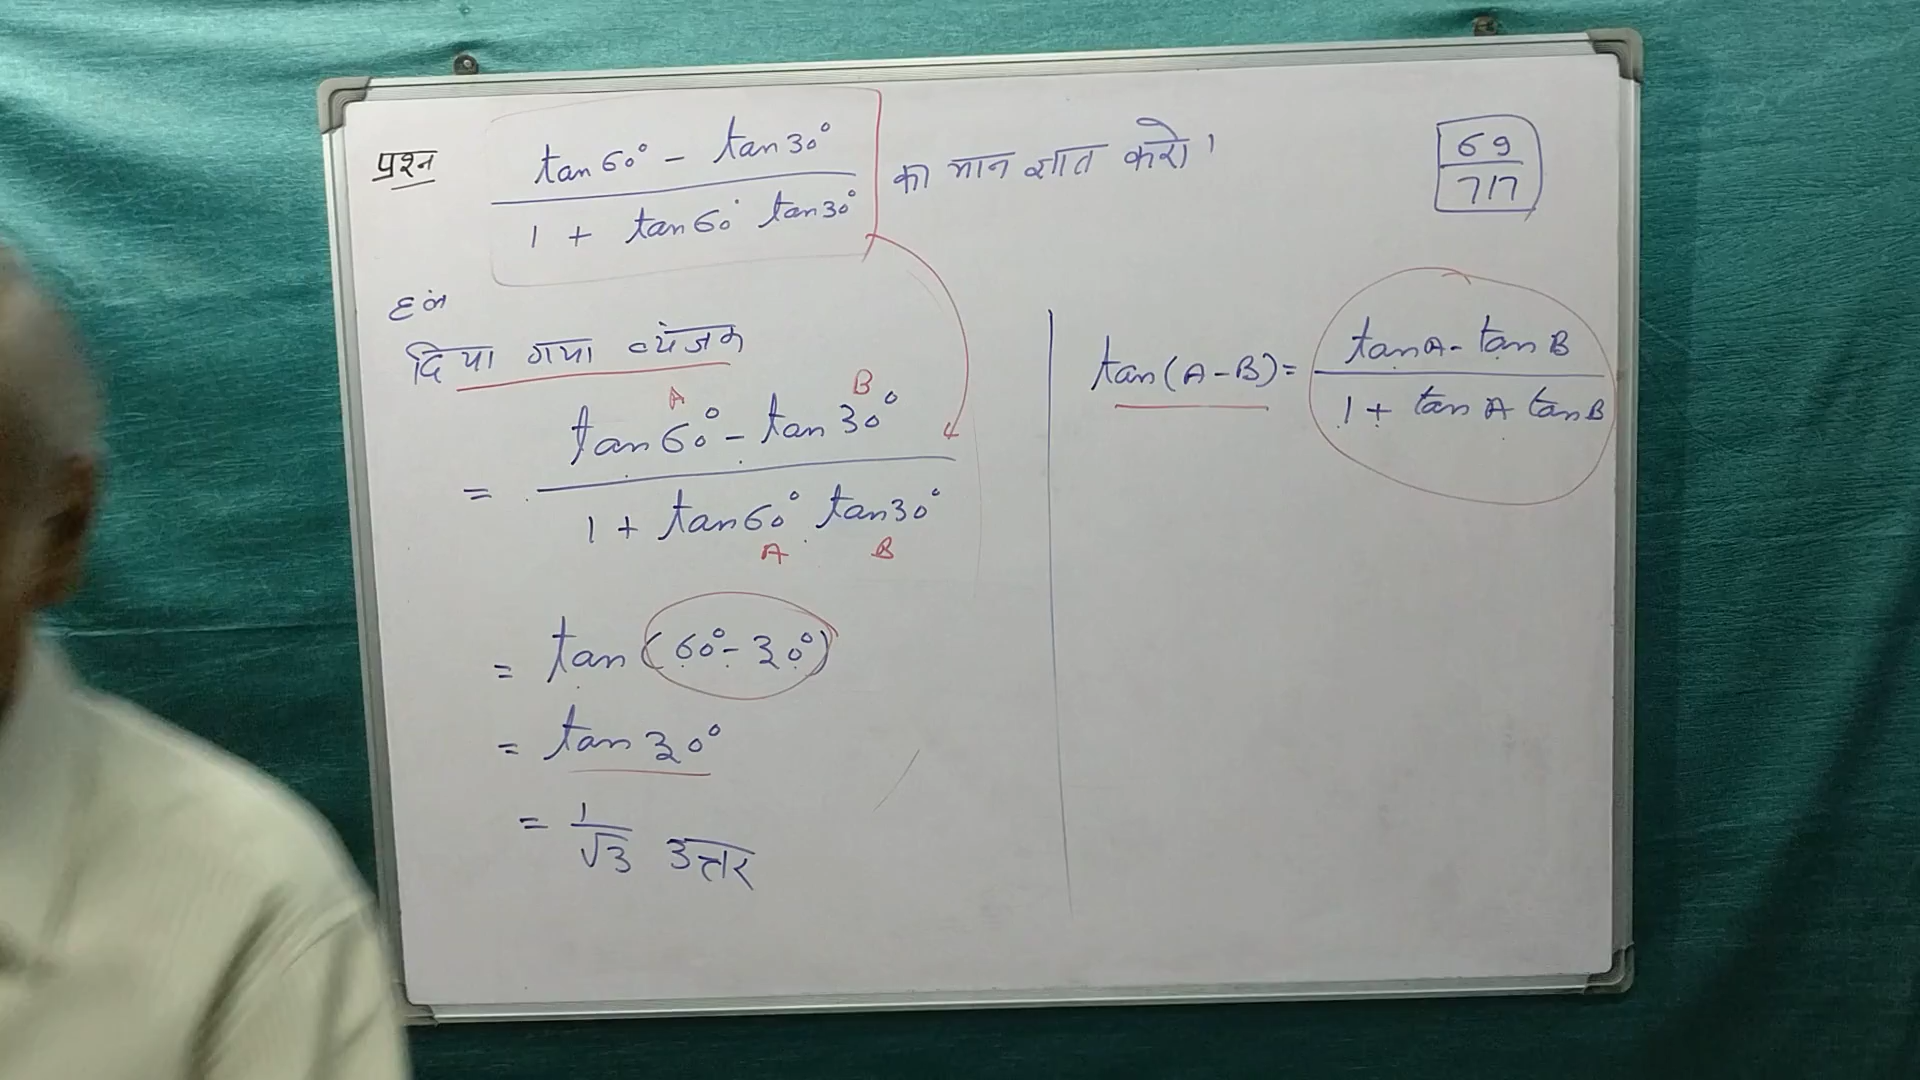 प्रश्न (tan 60° - tan 30°) / (1 + tan 60° tan 30°) का मान ज्ञात करो।
69/717
हल
दिया गया व्यंजक
= (tan 60° - tan 30°) / (1 + tan 60° . tan 30°)
A B
A B
= tan (60° - 30°)
= tan 30°
= 1/√3 उत्तर
tan(A-B) = (tan A - tan B) / (1 + tan A tan B)